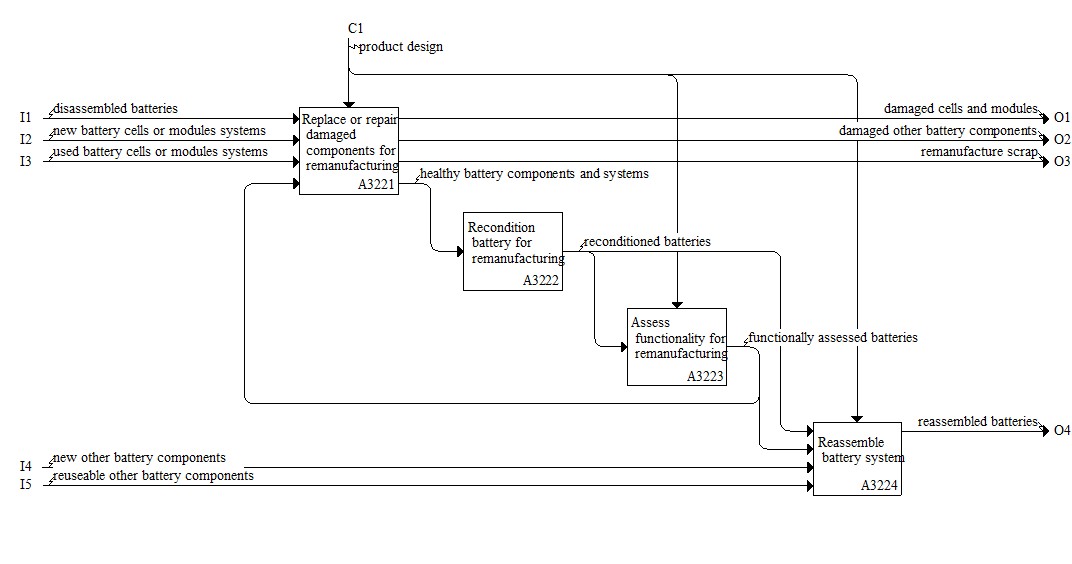 C1
product design
I1 disassembled batteries
damaged cells and modules O1
I2 new battery cells or modules systems
damaged other battery components O2
I3 used battery cells or modules systems
remanufacture scrap O3
Replace or repair
damaged
components for
remanufacturing
A3221
healthy battery components and systems
Recondition
battery for
remanufacturing
A3222
reconditioned batteries
Assess
functionality for
remanufacturing
A3223
functionally assessed batteries
reassembled batteries O4
Reassemble
battery system
A3224
I4 new other battery components
I5 reuseable other battery components